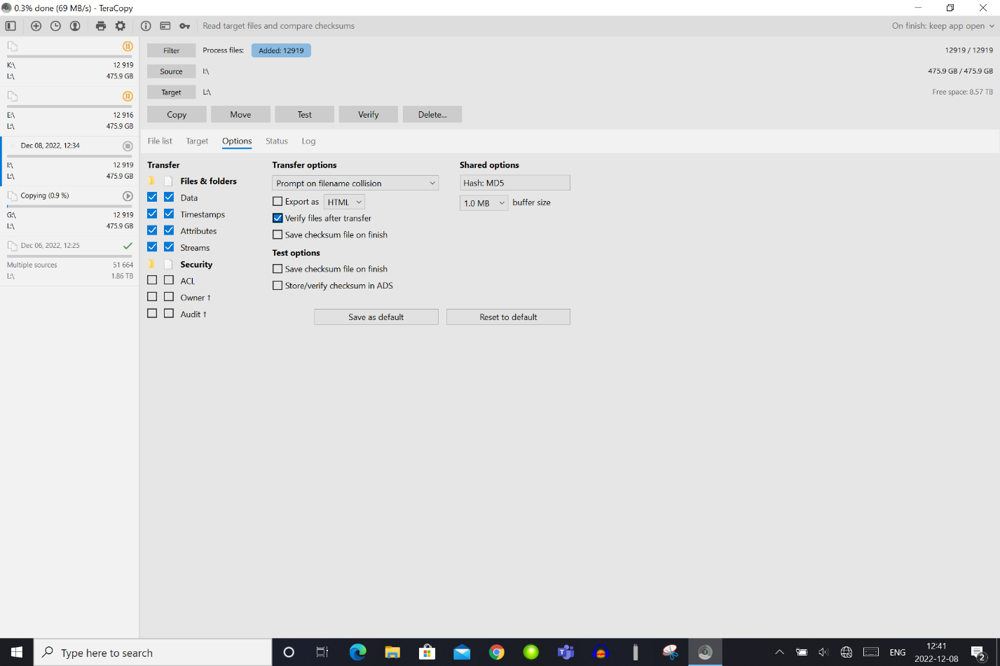 0.3% done (69 MB/s) - TeraCopy
Read target files and compare checksums
On finish: keep app open
K:\ 12 919
L:\ 475.9 GB
E:\ 12 916
L:\ 475.9 GB
Dec 08, 2022, 12:34
I:\ 12 919
L:\ 475.9 GB
Copying (0.9 %)
G:\ 12 919
L:\ 475.9 GB
Dec 06, 2022, 12:25
Multiple sources 51 664
L:\ 1.86 TB
Filter Process files: Added: 12919 12919 / 12919
Source I:\ 475.9 GB / 475.9 GB
Target L:\ Free space: 8.57 TB
Copy Move Test Verify Delete...
File list Target Options Status Log
Transfer
Files & folders
Data
Timestamps
Attributes
Streams
Security
ACL
Owner ↑
Audit ↑
Transfer options
Prompt on filename collision
Export as HTML
Verify files after transfer
Save checksum file on finish
Test options
Save checksum file on finish
Store/verify checksum in ADS
Shared options
Hash: MD5
1.0 MB buffer size
Save as default Reset to default
Type here to search
ENG
12:41
2022-12-08
2